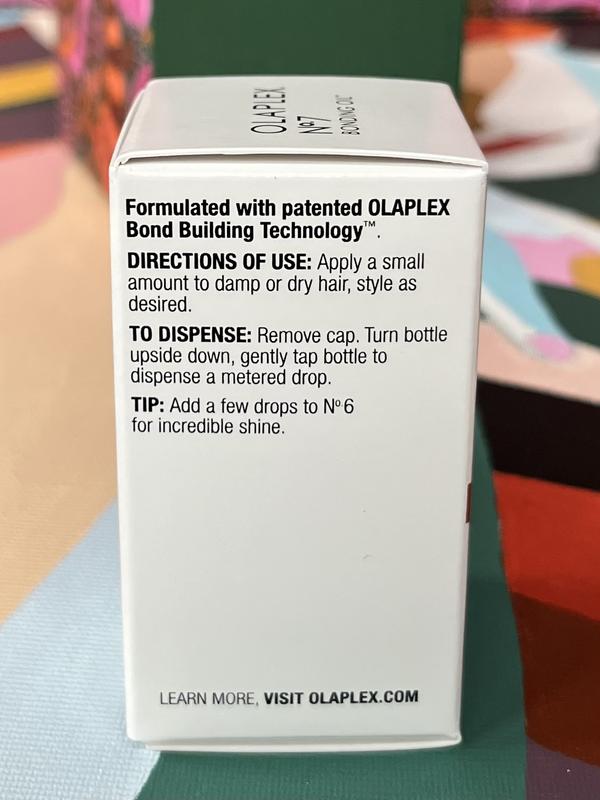 OLAPLEX
Nº7
BONDING OIL™
Formulated with patented OLAPLEX
Bond Building Technology™.
DIRECTIONS OF USE: Apply a small
amount to damp or dry hair, style as
desired.
TO DISPENSE: Remove cap. Turn bottle
upside down, gently tap bottle to
dispense a metered drop.
TIP: Add a few drops to Nº6
for incredible shine.
LEARN MORE, VISIT OLAPLEX.COM